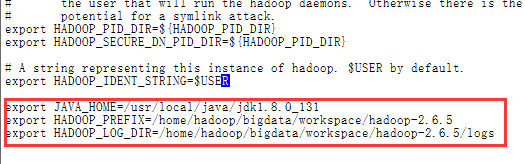 # the user that will run the hadoop daemons. Otherwise there is the
# potential for a symlink attack.
export HADOOP_PID_DIR=${HADOOP_PID_DIR}
export HADOOP_SECURE_DN_PID_DIR=${HADOOP_PID_DIR}
# A string representing this instance of hadoop. $USER by default.
export HADOOP_IDENT_STRING=$USER
export JAVA_HOME=/usr/local/java/jdk1.8.0_131
export HADOOP_PREFIX=/home/hadoop/bigdata/workspace/hadoop-2.6.5
export HADOOP_LOG_DIR=/home/hadoop/bigdata/workspace/hadoop-2.6.5/logs